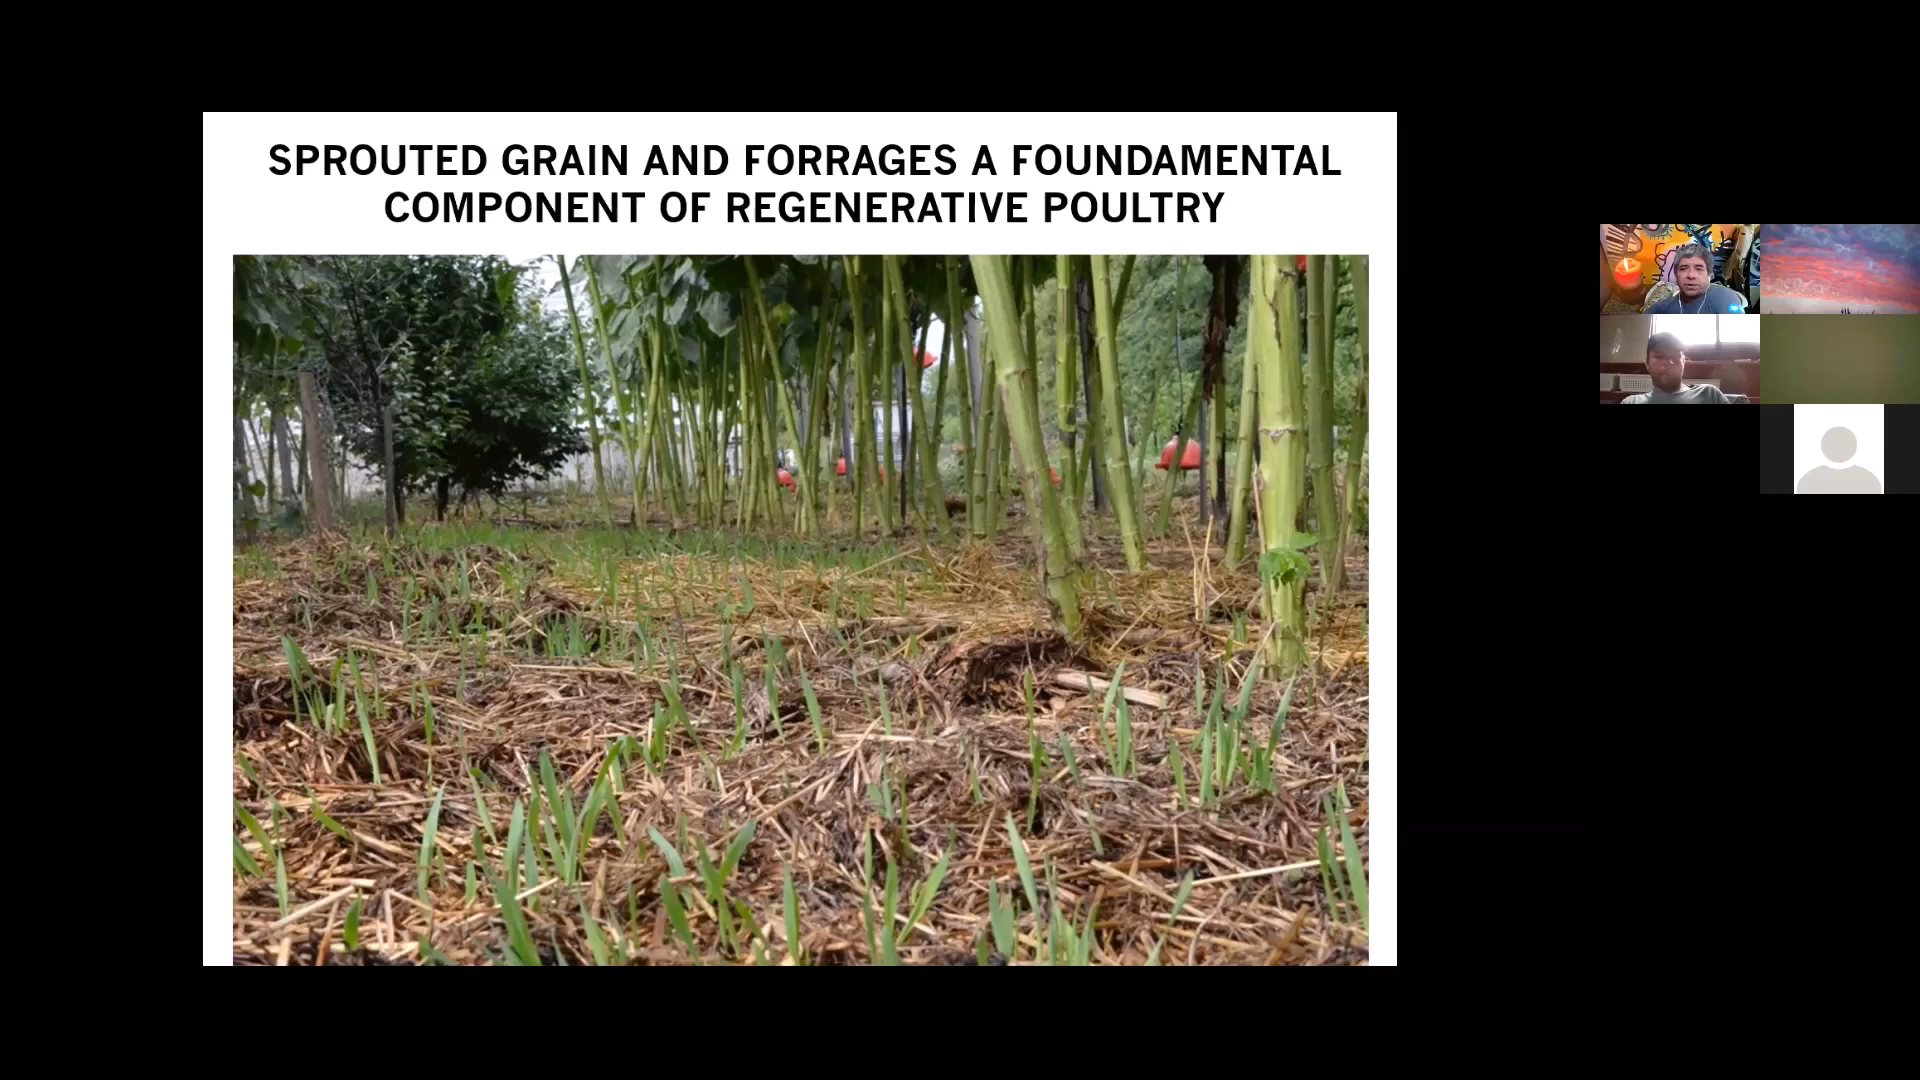 SPROUTED GRAIN AND FORRAGES A FOUNDAMENTAL
COMPONENT OF REGENERATIVE POULTRY